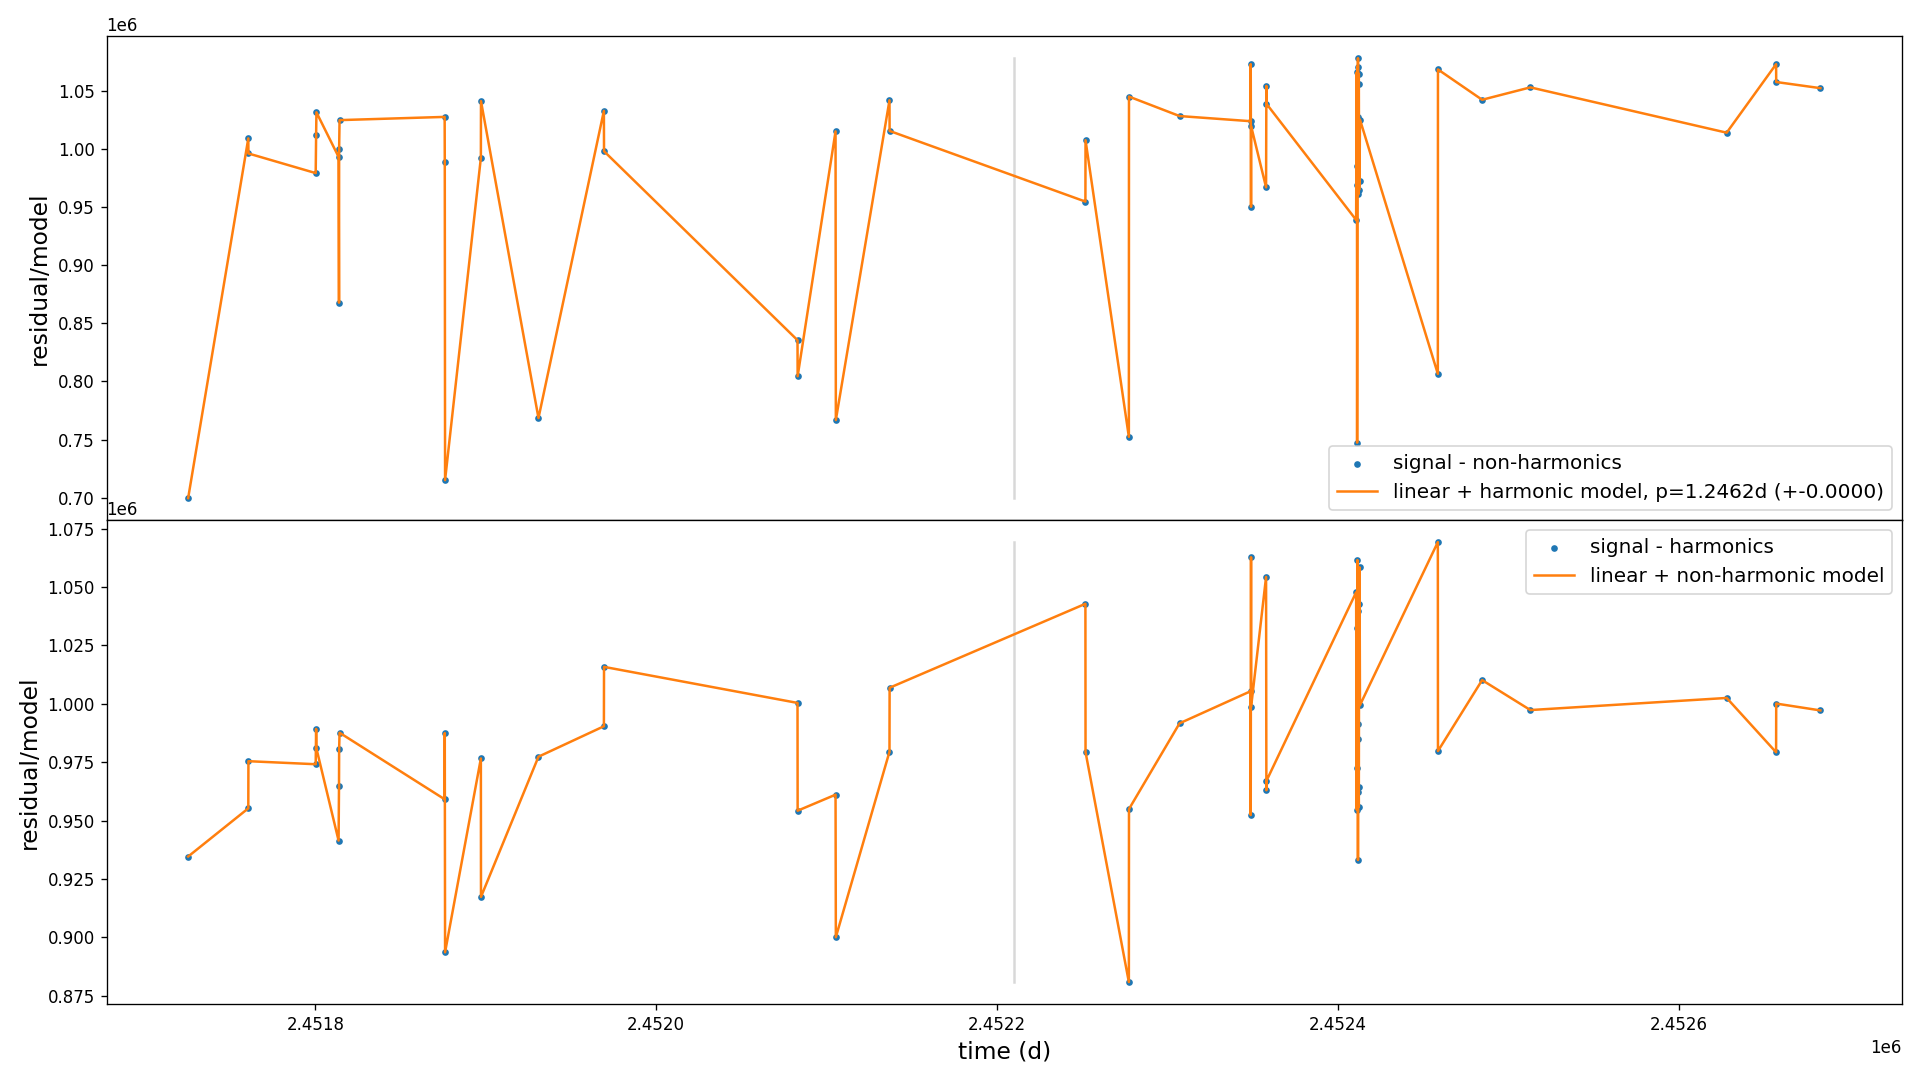 1e6
1.05
1.00
0.95
0.90
0.85
0.80
0.75
0.70
residual/model
signal - non-harmonics
linear + harmonic model, p=1.2462d (+-0.0000)
1e6
1.075
1.050
1.025
1.000
0.975
0.950
0.925
0.900
0.875
residual/model
signal - harmonics
linear + non-harmonic model
2.4518
2.4520
2.4522
2.4524
2.4526
1e6
time (d)